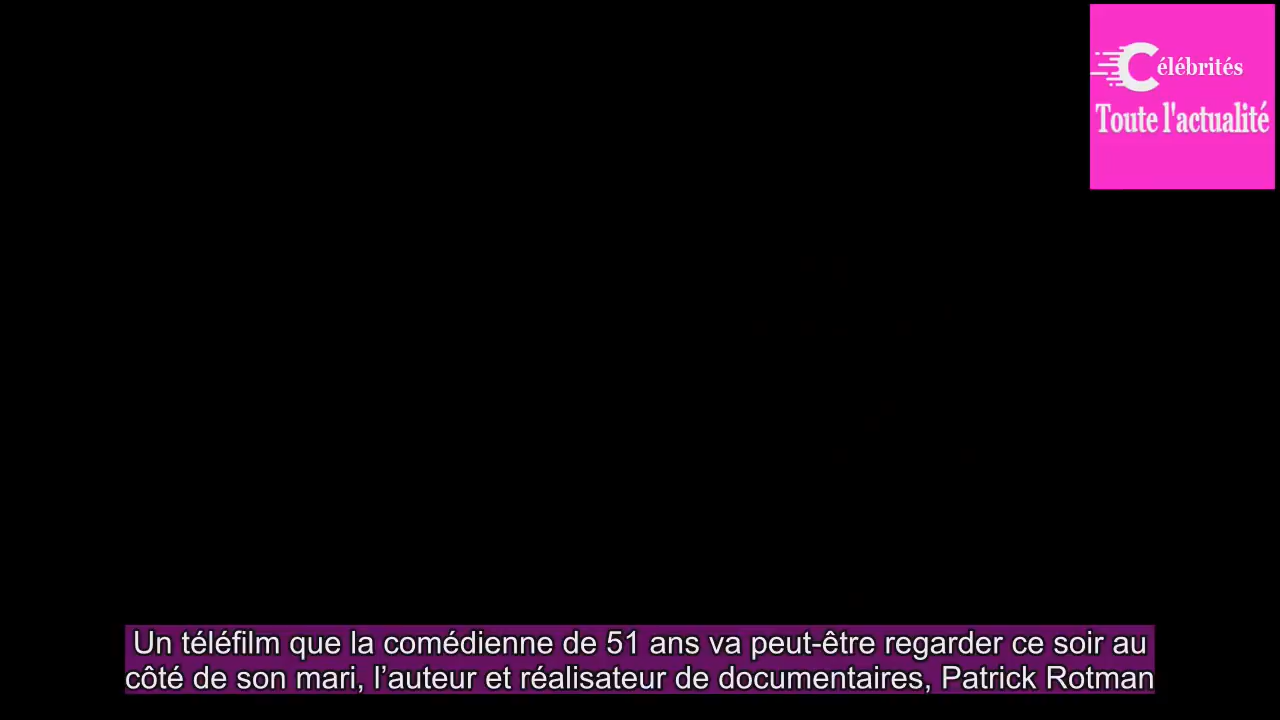 Célébrités
Toute l'actualité
Un téléfilm que la comédienne de 51 ans va peut-être regarder ce soir au
côté de son mari, l’auteur et réalisateur de documentaires, Patrick Rotman